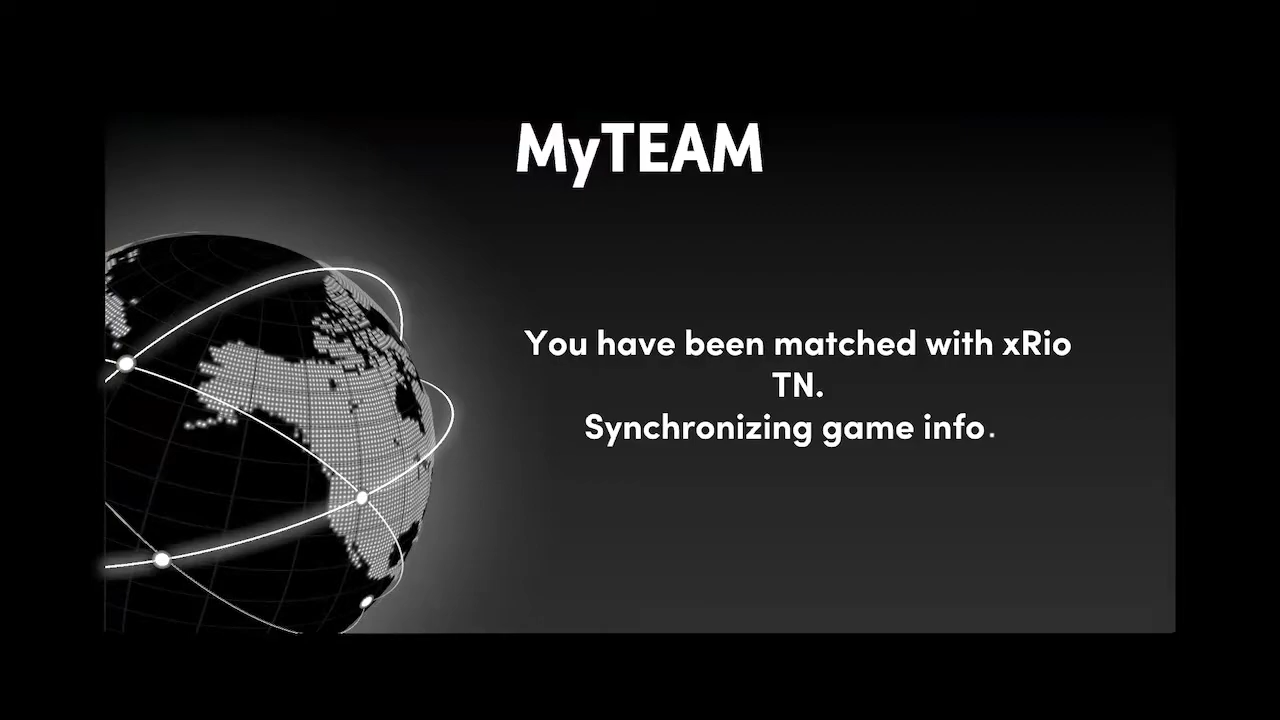 MyTEAM
You have been matched with xRio
TN.
Synchronizing game info.